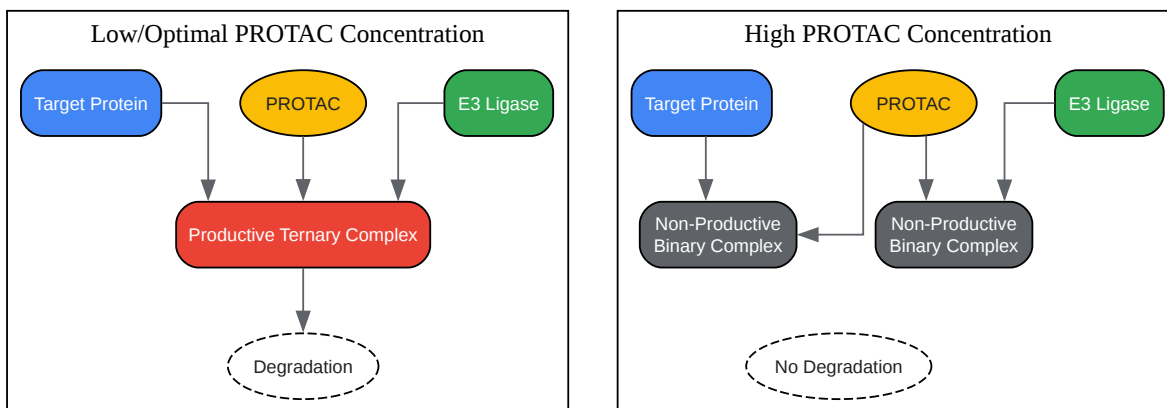 Low/Optimal PROTAC Concentration
Target Protein
PROTAC
E3 Ligase
Productive Ternary Complex
Degradation
High PROTAC Concentration
Target Protein
PROTAC
E3 Ligase
Non-Productive
Binary Complex
Non-Productive
Binary Complex
No Degradation